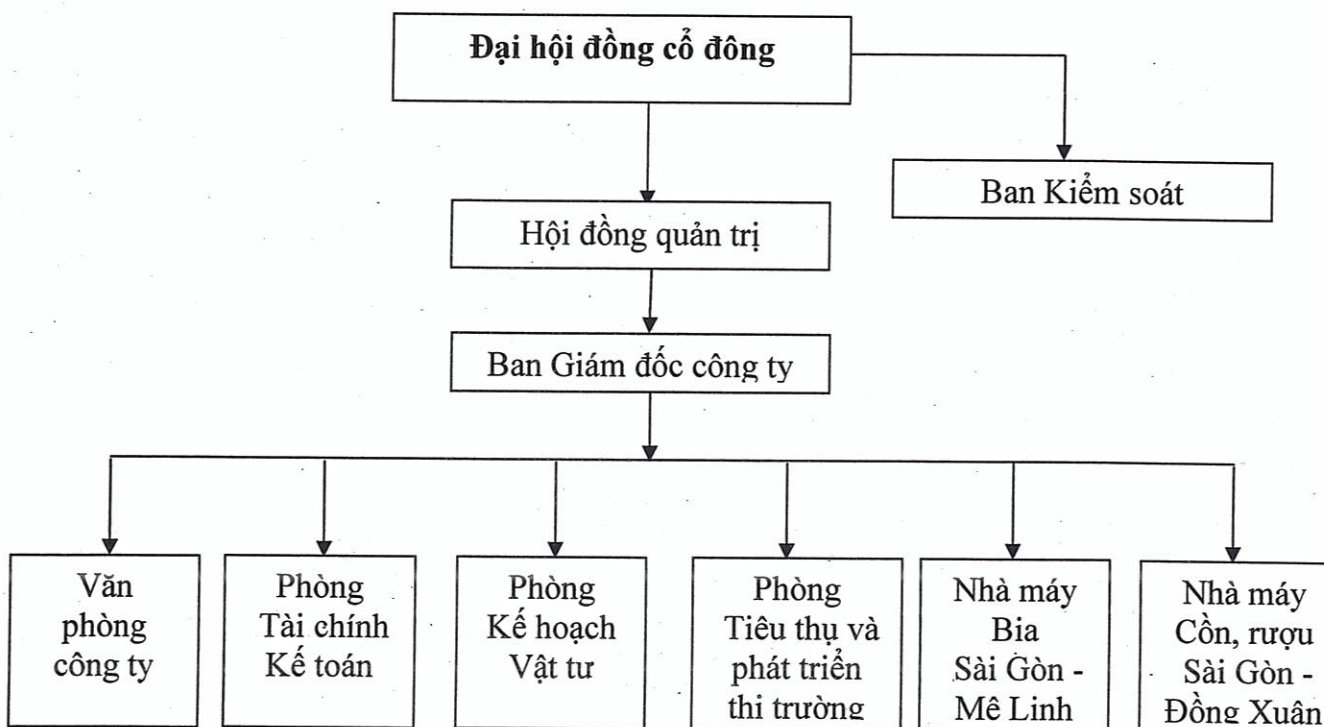 Đại hội đồng cổ đông
Ban Kiểm soát
Hội đồng quản trị
Ban Giám đốc công ty
Văn
phòng
công ty
Phòng
Tài chính
Kế toán
Phòng
Kế hoạch
Vật tư
Phòng
Tiêu thụ và
phát triển
thị trường
Nhà máy
Bia
Sài Gòn -
Mê Linh
Nhà máy
Cồn, rượu
Sài Gòn -
Đồng Xuân